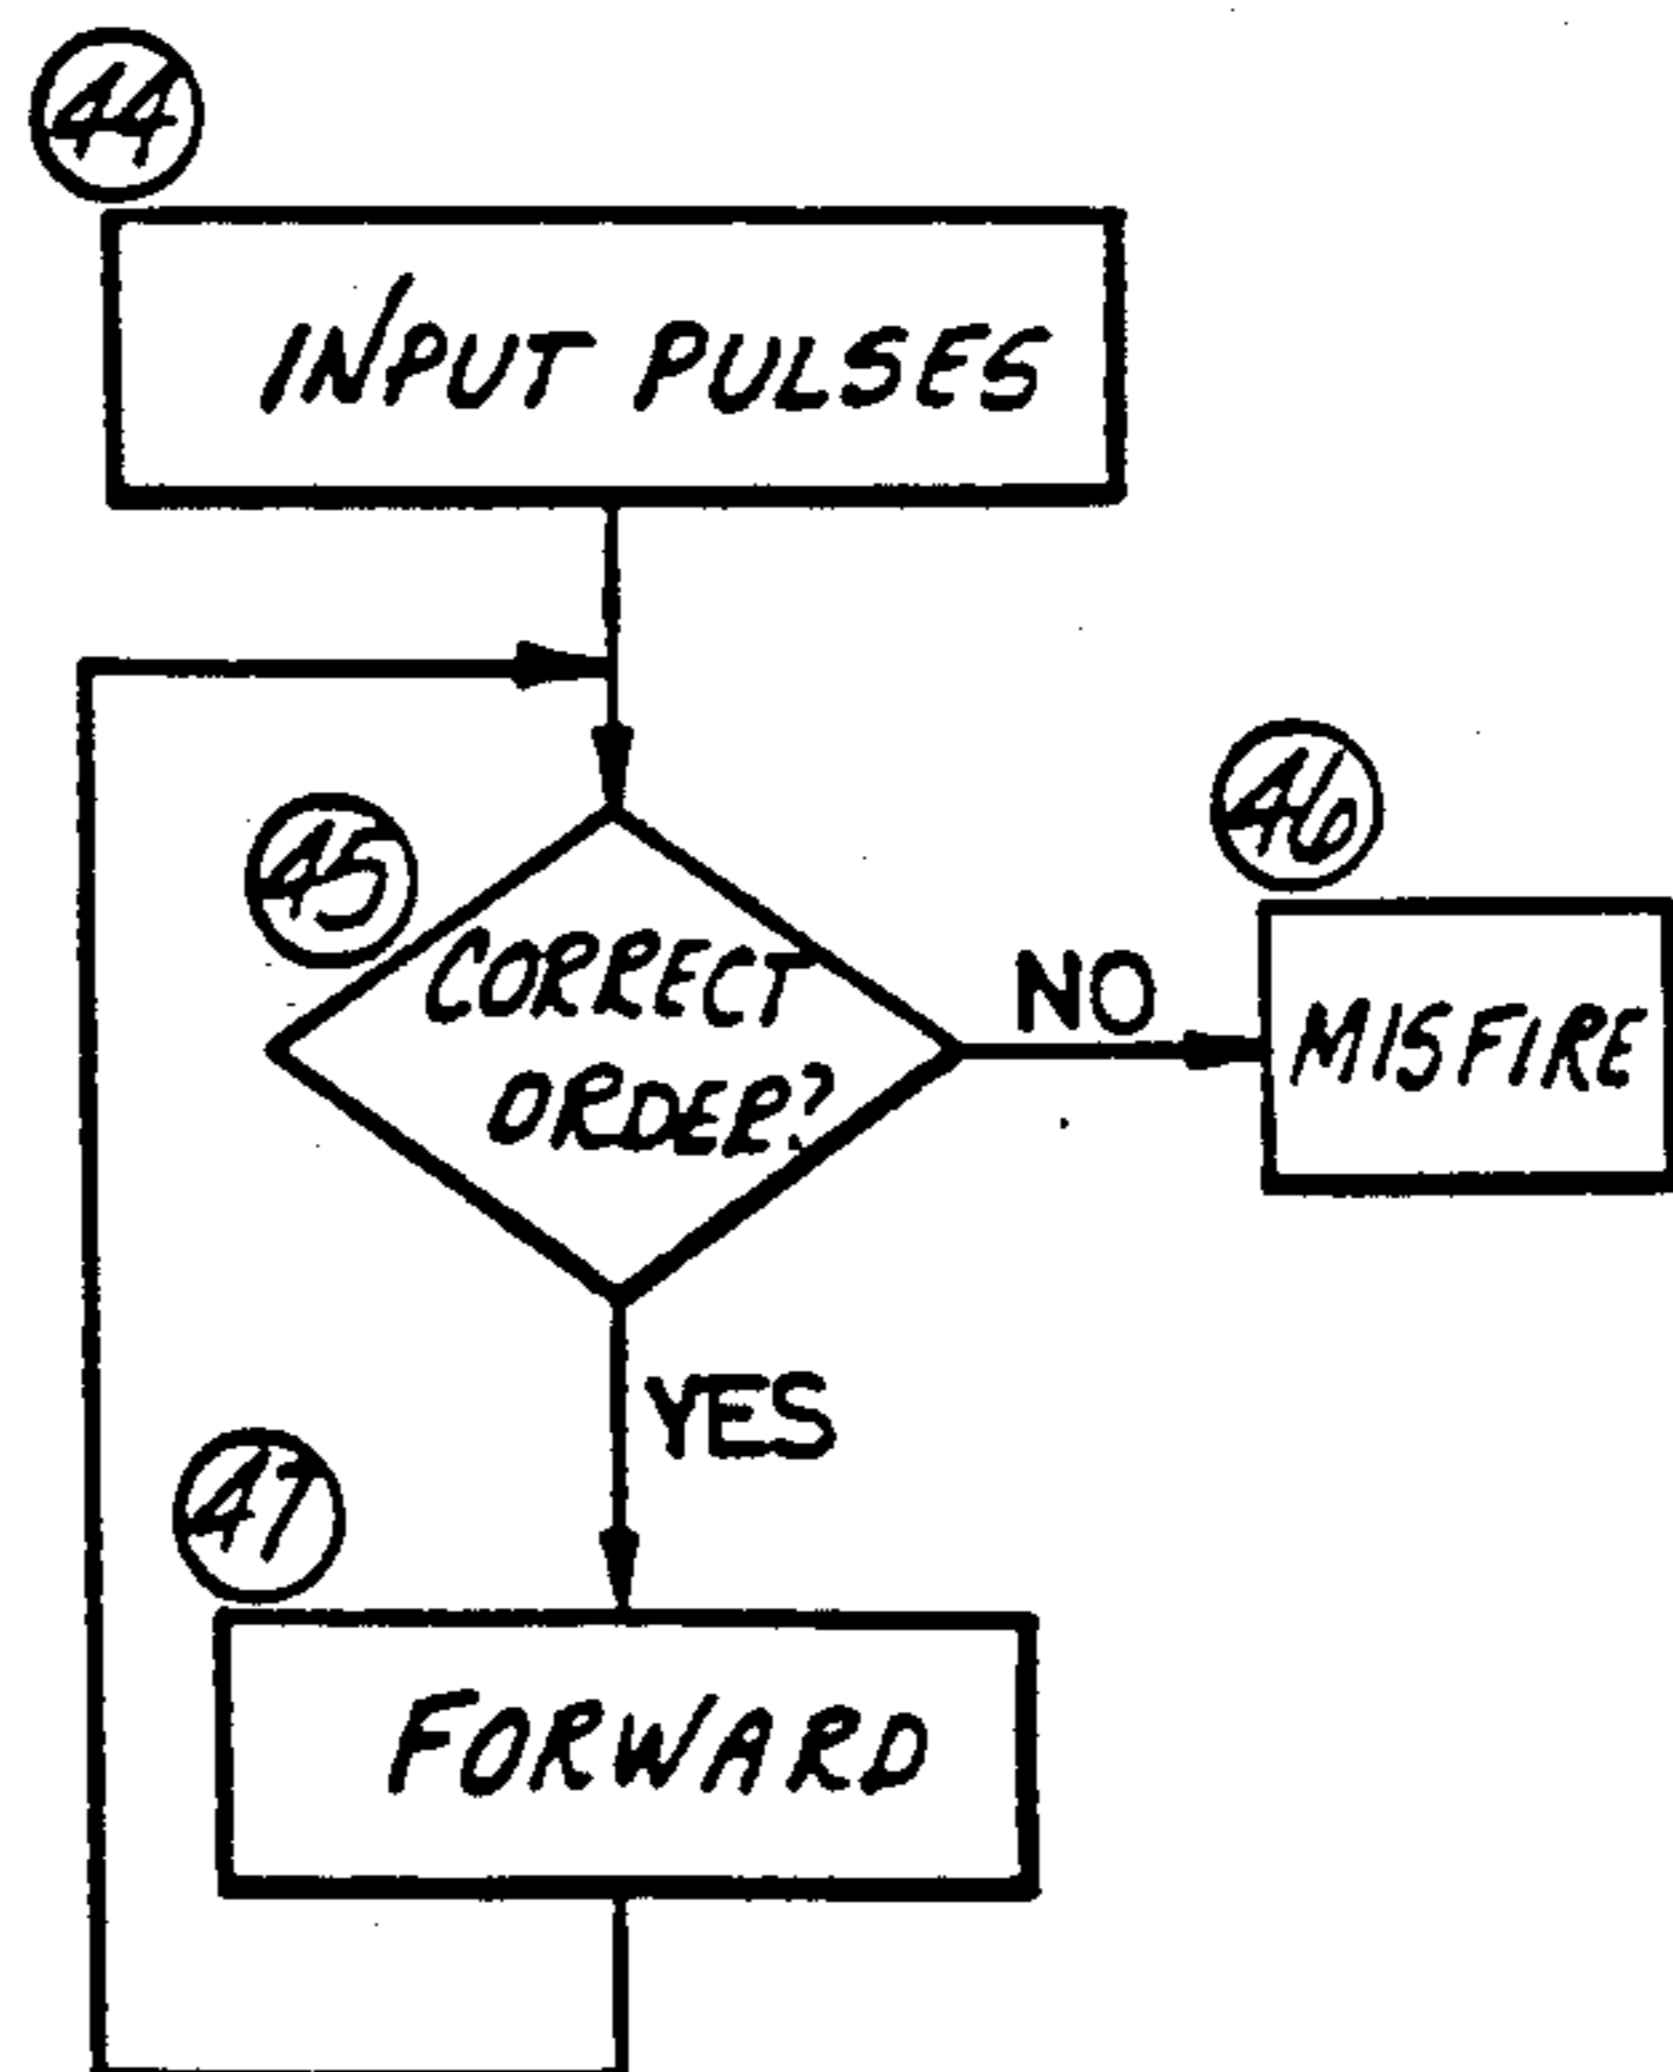 44
INPUT PULSES
45
CORRECT
ORDER?
NO
46
MISFIRE
YES
47
FORWARD